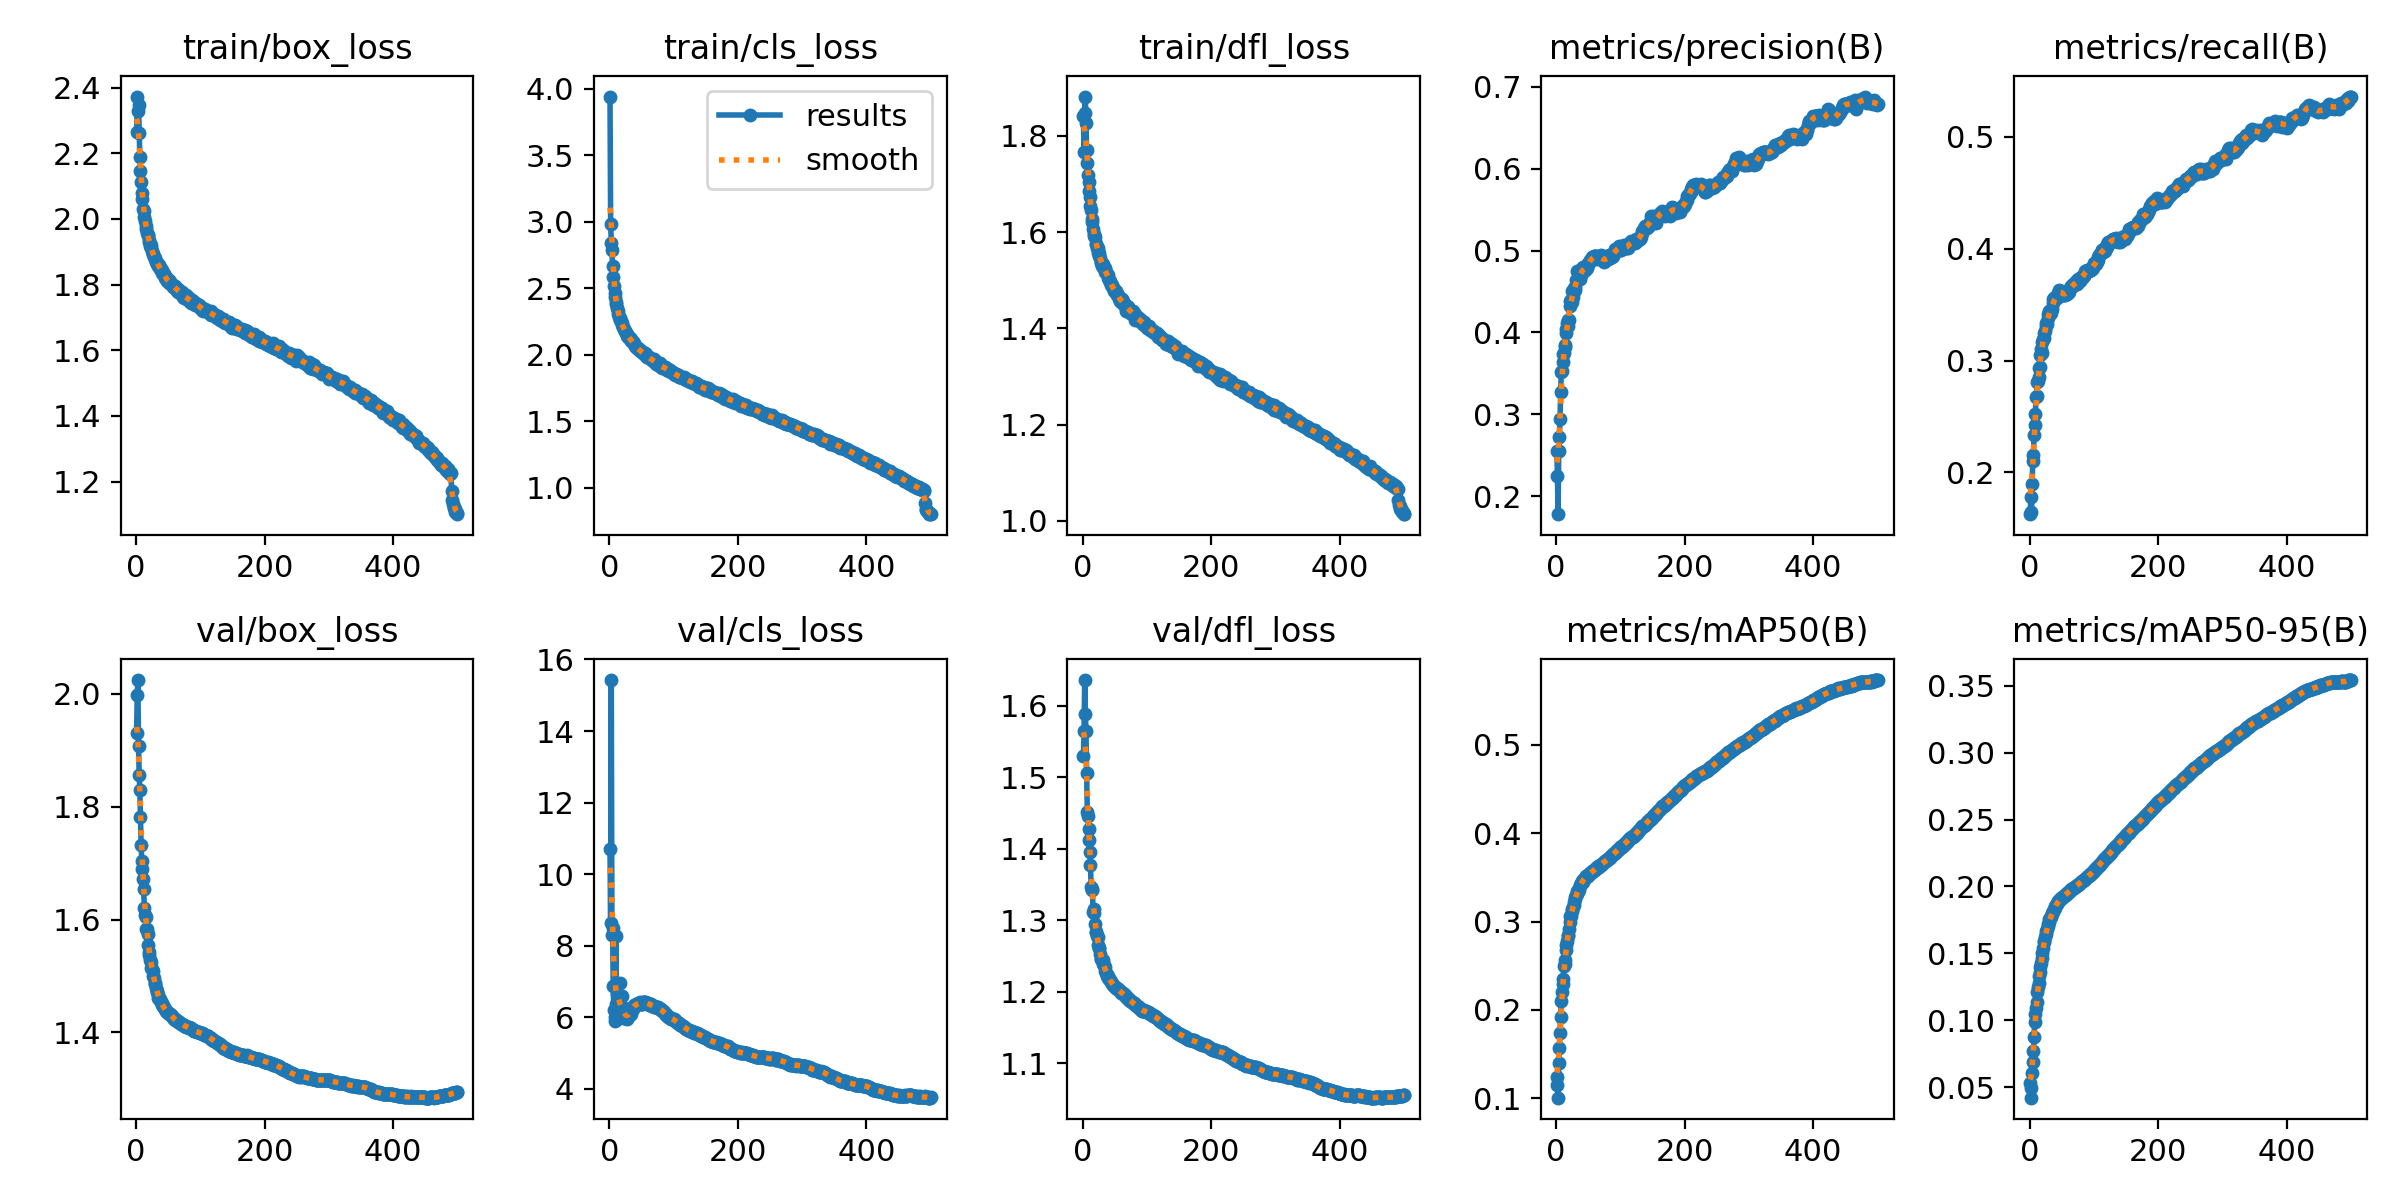 train/box_loss
train/cls_loss
train/dfl_loss
metrics/precision(B)
metrics/recall(B)
results
smooth
2.4
2.2
2.0
1.8
1.6
1.4
1.2
0 200 400
4.0
3.5
3.0
2.5
2.0
1.5
1.0
0 200 400
1.8
1.6
1.4
1.2
1.0
0 200 400
0.7
0.6
0.5
0.4
0.3
0.2
0 200 400
0.5
0.4
0.3
0.2
0 200 400
val/box_loss
val/cls_loss
val/dfl_loss
metrics/mAP50(B)
metrics/mAP50-95(B)
2.0
1.8
1.6
1.4
0 200 400
16
14
12
10
8
6
4
0 200 400
1.6
1.5
1.4
1.3
1.2
1.1
0 200 400
0.5
0.4
0.3
0.2
0.1
0 200 400
0.35
0.30
0.25
0.20
0.15
0.10
0.05
0 200 400